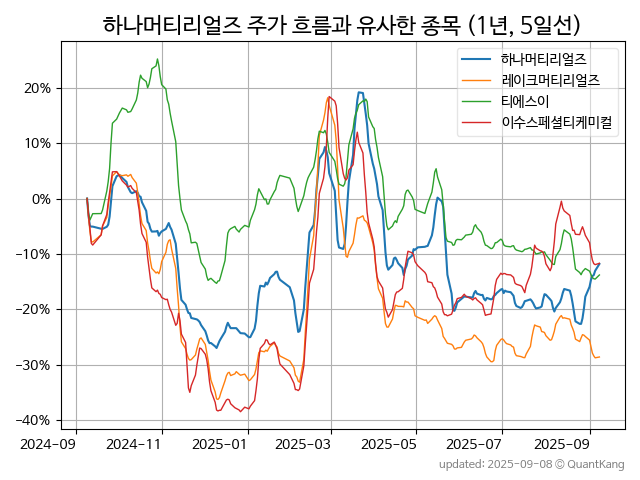 하나머티리얼즈 주가 흐름과 유사한 종목 (1년, 5일선)
하나머티리얼즈
레이크머티리얼즈
티에스이
이수스페셜티케미컬
20%
10%
0%
−10%
−20%
−30%
−40%
2024−09
2024−11
2025−01
2025−03
2025−05
2025−07
2025−09
updated: 2025-09-08 © QuantKang